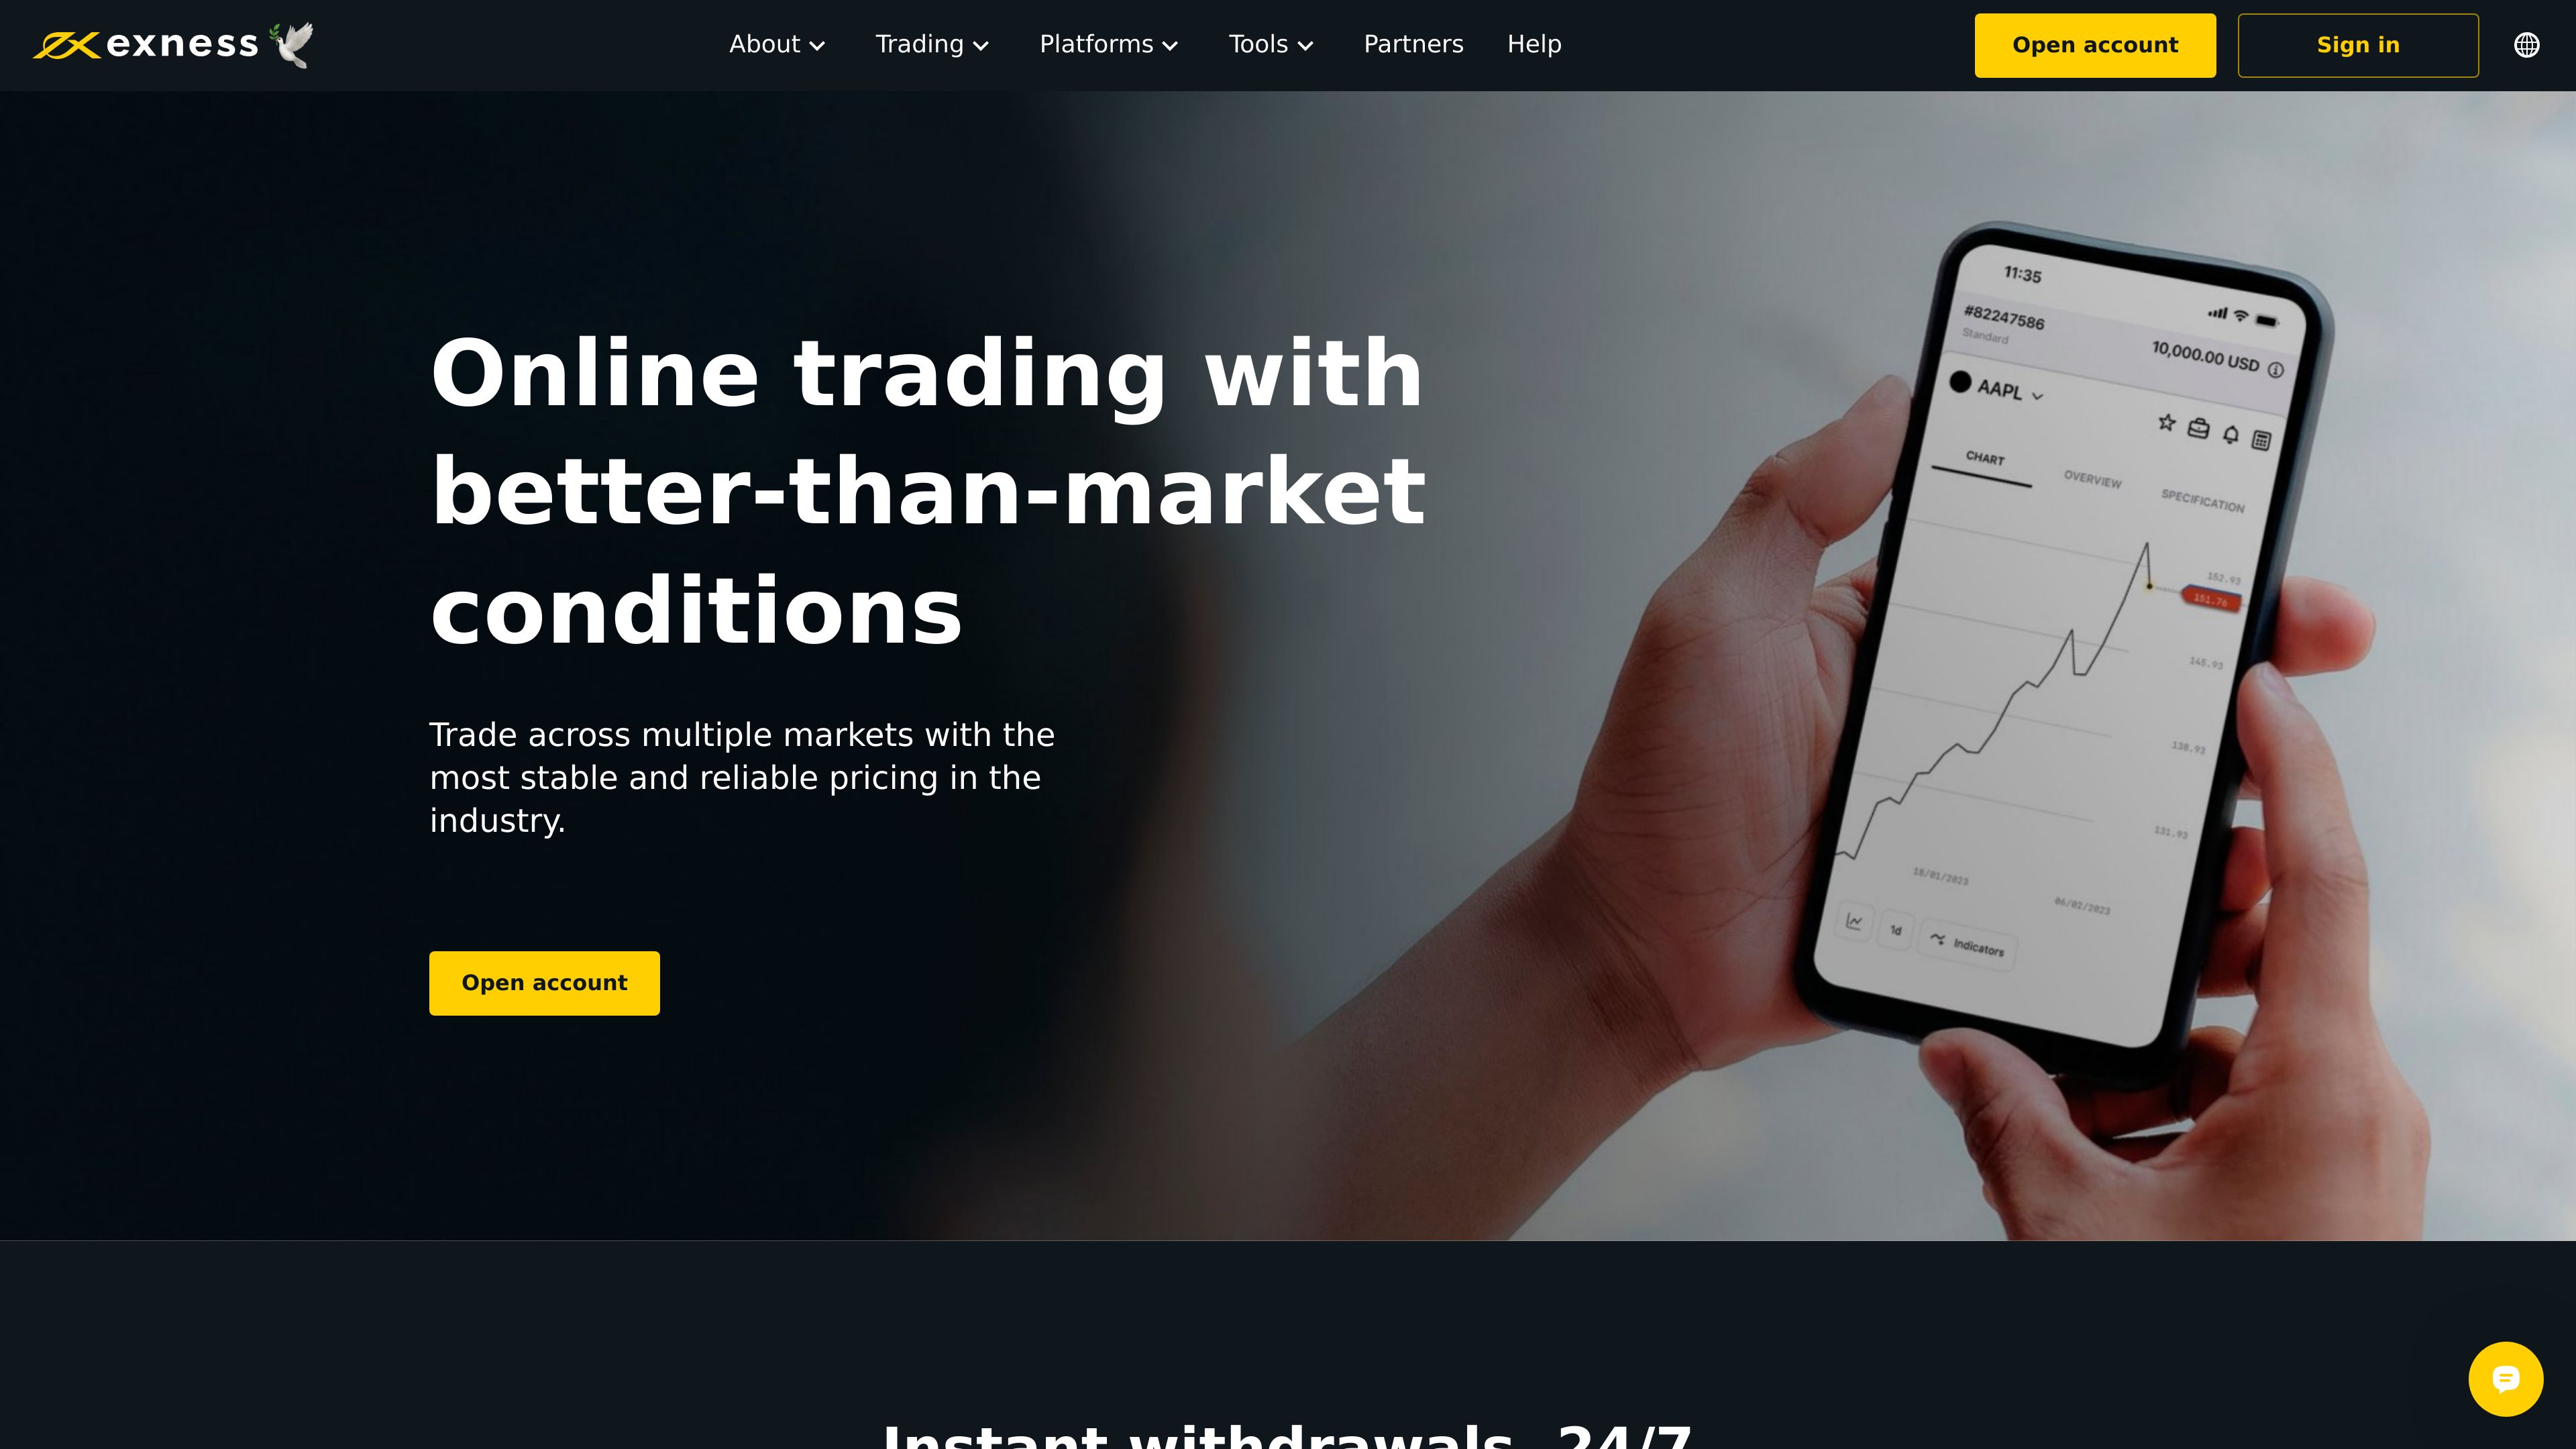 exness
About
Trading
Platforms
Tools
Partners
Help
Open account
Sign in
Online trading with
better-than-market
conditions
Trade across multiple markets with the
most stable and reliable pricing in the
industry.
Open account
11:35
#82247586
Standard
10,000.00 USD
AAPL
CHART
OVERVIEW
SPECIFICATION
152.93
151.76
145.93
138.93
131.93
18/01/2023
06/02/2023
1d
Indicators
Instant withdrawals, 24/7